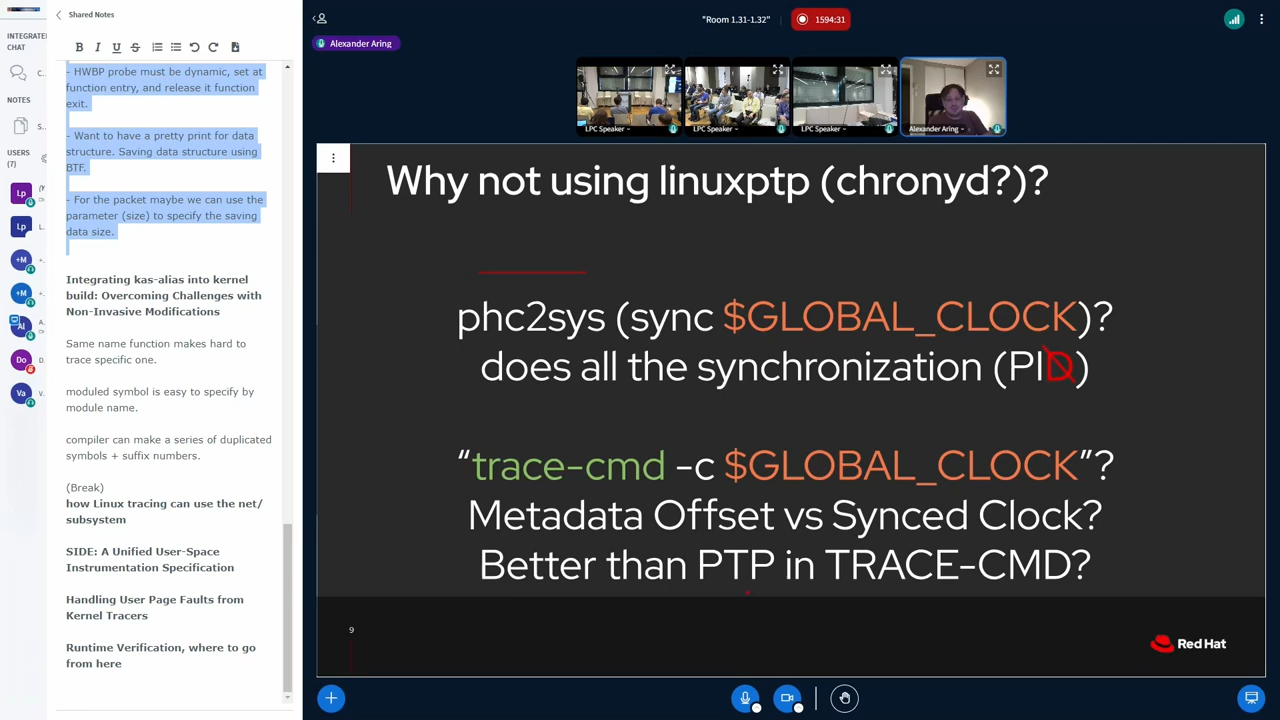 INTEGRATE
CHAT
C..
NOTES
S..
USERS
(7)
Lp
(Y
Lp
L..
+M
+..
+M
+..
Al
A..
Do
D..
Va
V..
Shared Notes
B I U S
- HWBP probe must be dynamic, set at
function entry, and release it function
exit.
- Want to have a pretty print for data
structure. Saving data structure using
BTF.
- For the packet maybe we can use the
parameter (size) to specify the saving
data size.
Integrating kas-alias into kernel
build: Overcoming Challenges with
Non-Invasive Modifications
Same name function makes hard to
trace specific one.
moduled symbol is easy to specify by
module name.
compiler can make a series of duplicated
symbols + suffix numbers.
(Break)
how Linux tracing can use the net/
subsystem
SIDE: A Unified User-Space
Instrumentation Specification
Handling User Page Faults from
Kernel Tracers
Runtime Verification, where to go
from here
"Room 1.31-1.32"
1594:31
Alexander Aring
LPC Speaker
LPC Speaker
LPC Speaker
Alexander Aring
Why not using linuxptp (chronyd?)?
phc2sys (sync $GLOBAL_CLOCK)?
does all the synchronization (PID)
“trace-cmd -c $GLOBAL_CLOCK”?
Metadata Offset vs Synced Clock?
Better than PTP in TRACE-CMD?
9
Red Hat